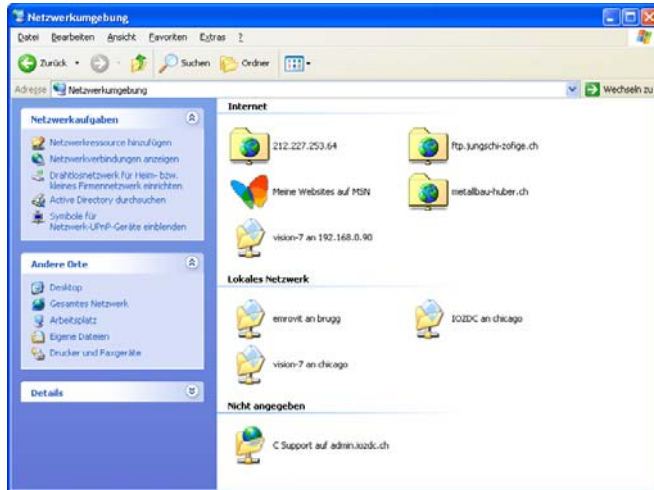 Netzwerkumgebung
Datei Bearbeiten Ansicht Favoriten Extras ?
Zurück Suchen Ordner
Adresse Netzwerkumgebung Wechseln zu
Netzwerkaufgaben
Netzwerkressource hinzufügen
Netzwerkverbindungen anzeigen
Drahtlosnetzwerk für Heim- bzw.
kleines Firmennetzwerk einrichten
Active Directory durchsuchen
Symbole für
Netzwerk-UPnP-Geräte einblenden
Andere Orte
Desktop
Gesamtes Netzwerk
Arbeitsplatz
Eigene Dateien
Drucker und Faxgeräte
Details
Internet
212.227.253.64 ftp.jungschi-zofige.ch
Meine Websites auf MSN metallbau-huber.ch
vision-7 an 192.168.0.90
Lokales Netzwerk
emrovit an brugg IOZDC an chicago
vision-7 an chicago
Nicht angegeben
C Support auf admin.iozdc.ch